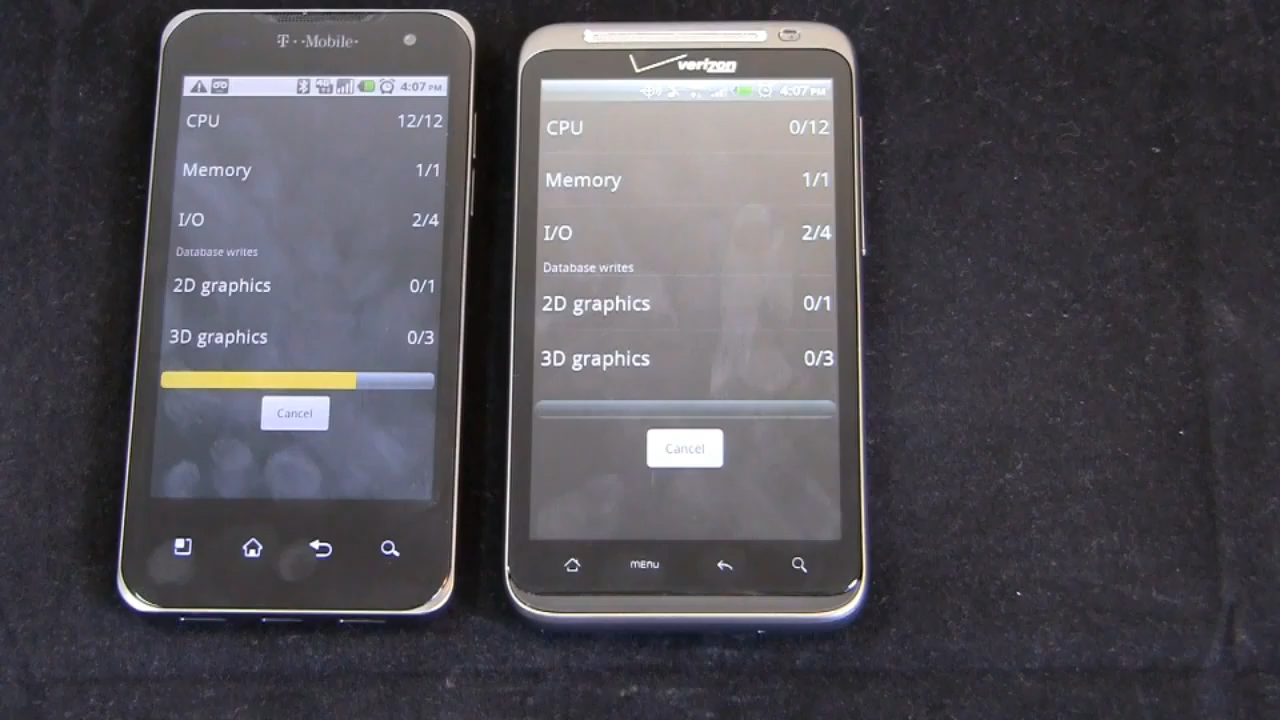 T··Mobile·
4G
4:07 PM
CPU 12/12
Memory 1/1
I/O 2/4
Database writes
2D graphics 0/1
3D graphics 0/3
Cancel
verizon
4:07 PM
CPU 0/12
Memory 1/1
I/O 2/4
Database writes
2D graphics 0/1
3D graphics 0/3
Cancel
MENU